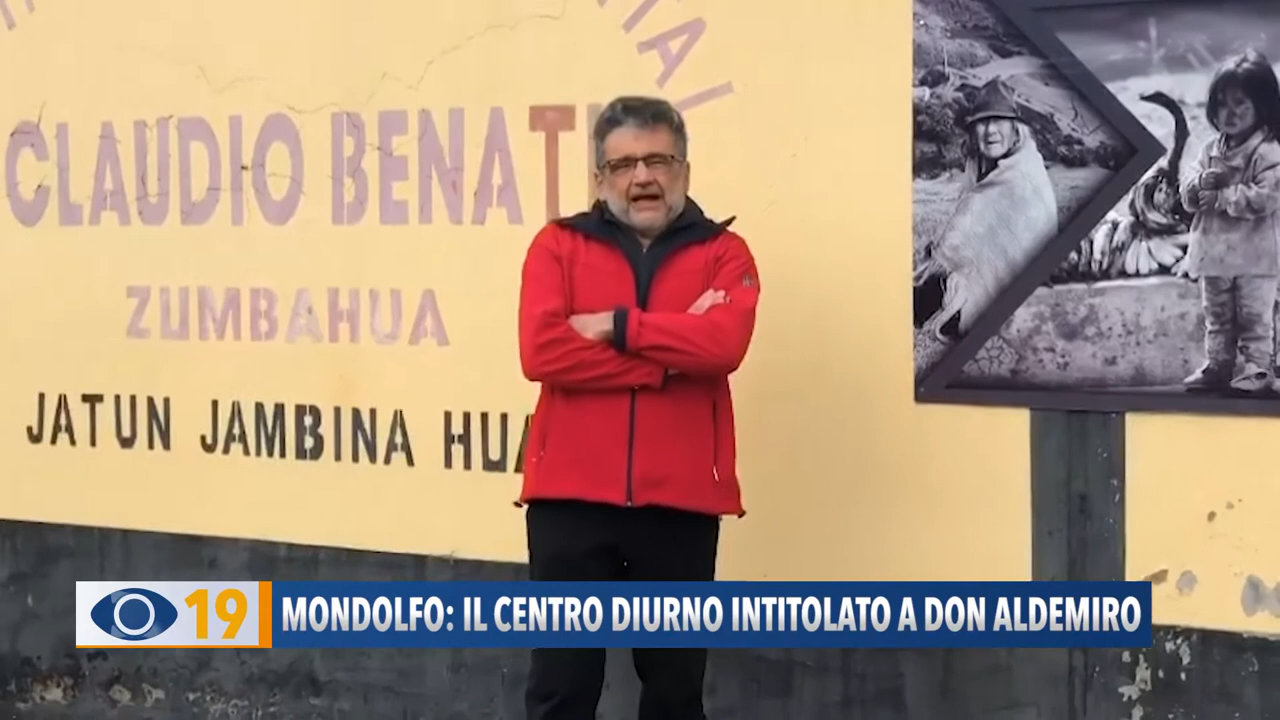 CLAUDIO BENAT
ZUMBAHUA
JATUN JAMBINA HUA
19
MONDOLFO: IL CENTRO DIURNO INTITOLATO A DON ALDEMIRO